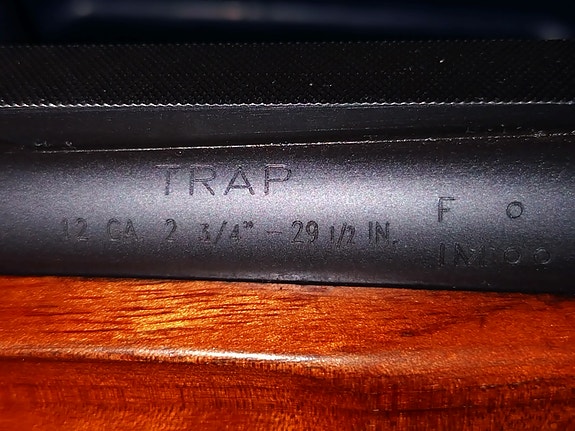 TRAP
12 GA. 2 3/4" - 29 1/2 IN.
F o